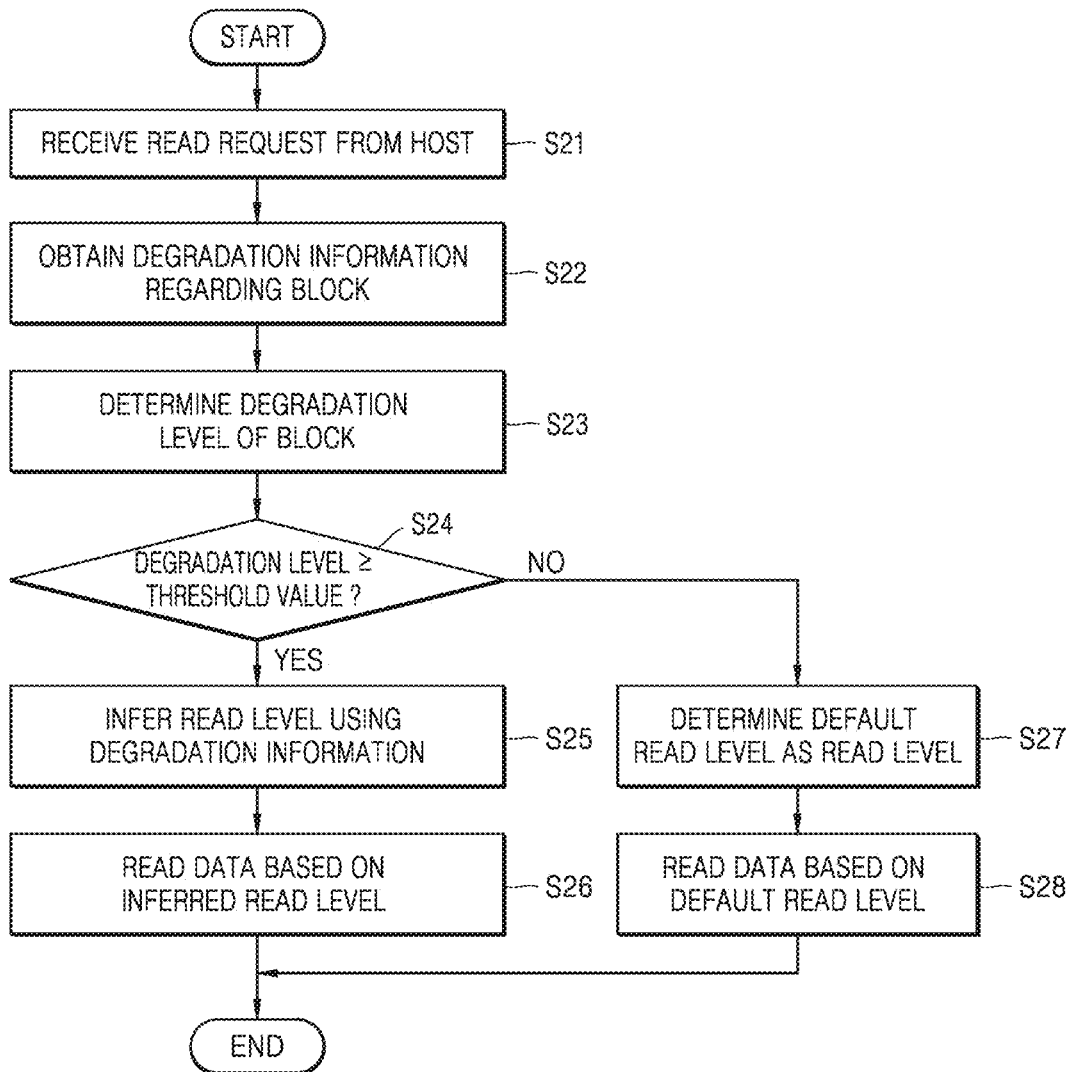 START
RECEIVE READ REQUEST FROM HOST
S21
OBTAIN DEGRADATION INFORMATION
REGARDING BLOCK
S22
DETERMINE DEGRADATION
LEVEL OF BLOCK
S23
S24
DEGRADATION LEVEL ≥
THRESHOLD VALUE ?
NO
YES
INFER READ LEVEL USING
DEGRADATION INFORMATION
S25
DETERMINE DEFAULT
READ LEVEL AS READ LEVEL
S27
READ DATA BASED ON
INFERRED READ LEVEL
S26
READ DATA BASED ON
DEFAULT READ LEVEL
S28
END